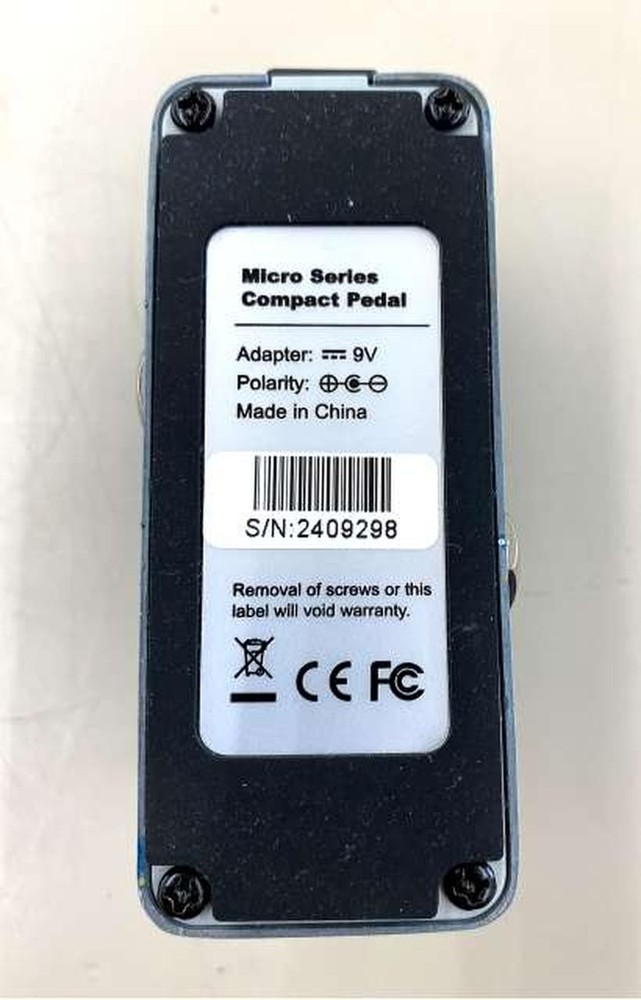 Micro Series
Compact Pedal
Adapter: ⎓ 9V
Polarity:
Made in China
S/N:2409298
Removal of screws or this
label will void warranty.
CE FC